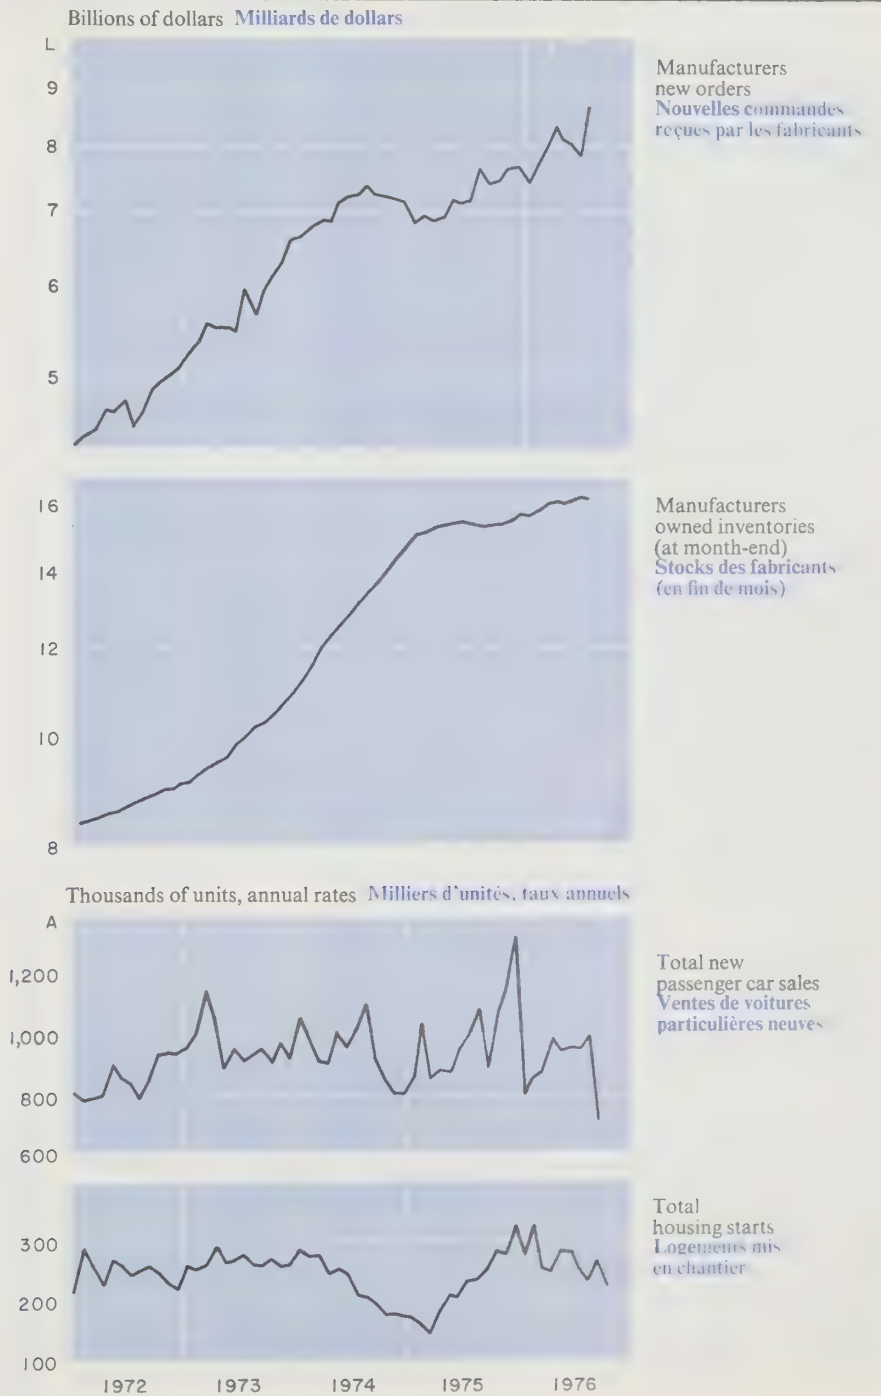 Billions of dollars Milliards de dollars
L
9
8
7
6
5
Manufacturers
new orders
Nouvelles commandes
reçues par les fabricants
16
14
12
10
8
Manufacturers
owned inventories
(at month-end)
Stocks des fabricants
(en fin de mois)
Thousands of units, annual rates Milliers d'unités, taux annuels
A
1,200
1,000
800
600
Total new
passenger car sales
Ventes de voitures
particulières neuves
300
200
100
Total
housing starts
Logements mis
en chantier
1972 1973 1974 1975 1976